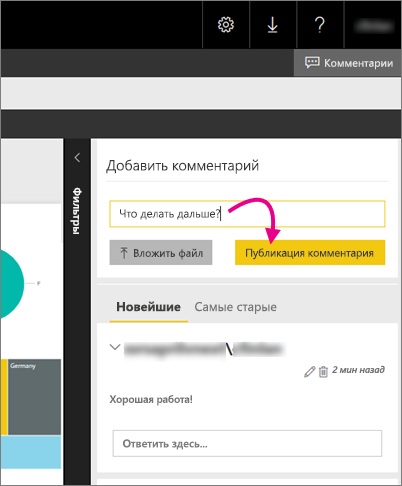 ?
Комментарии
Добавить комментарий
Фильтры
Что делать дальше?
Вложить файл
Публикация комментария
F
Новейшие
Самые старые
Germany
2 мин назад
Хорошая работа!
Ответить здесь...